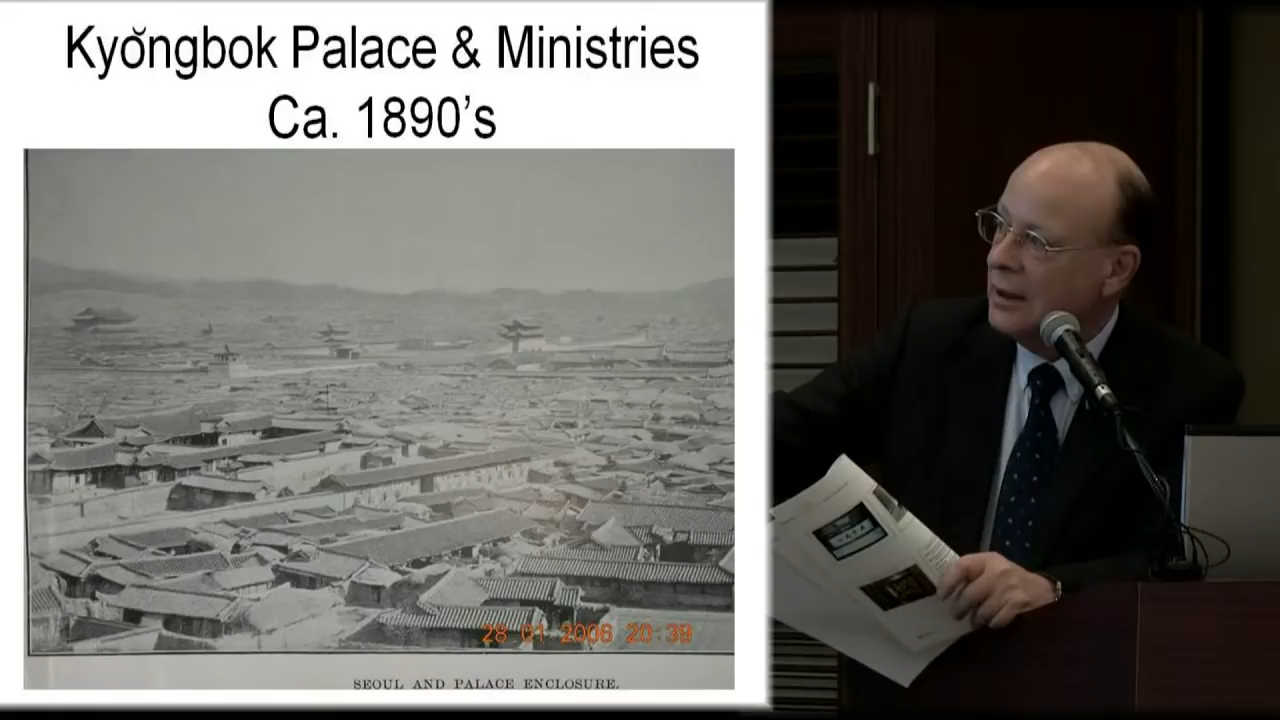 Kyŏngbok Palace & Ministries
Ca. 1890’s
28 01 2006 20:39
SEOUL AND PALACE ENCLOSURE.